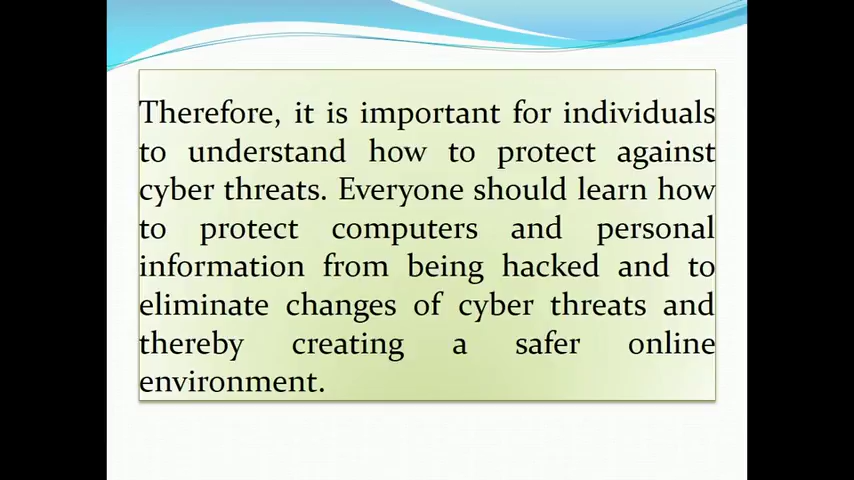 Therefore, it is important for individuals
to understand how to protect against
cyber threats. Everyone should learn how
to protect computers and personal
information from being hacked and to
eliminate changes of cyber threats and
thereby creating a safer online
environment.